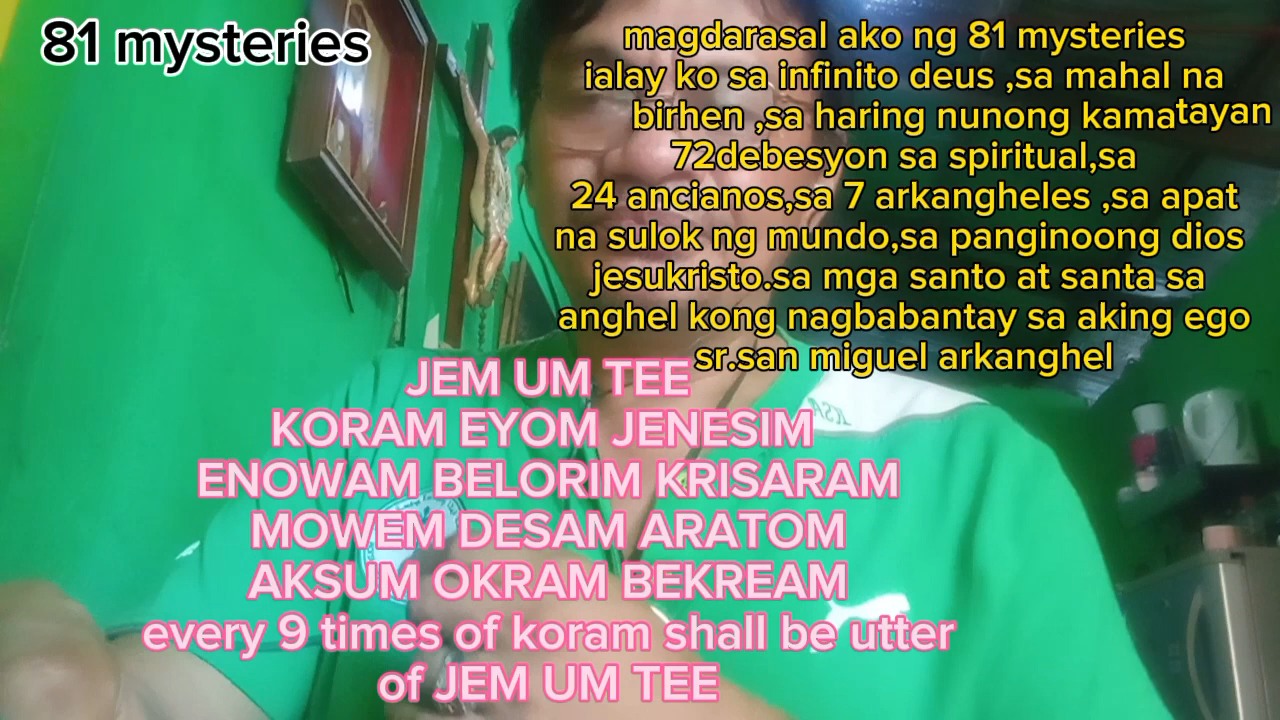 81 mysteries
magdarasal ako ng 81 mysteries
ialay ko sa infinito deus ,sa mahal na
birhen ,sa haring nunong kamatayan
72debesyon sa spiritual,sa
24 ancianos,sa 7 arkangheles ,sa apat
na sulok ng mundo,sa panginoong dios
jesukristo.sa mga santo at santa sa
anghel kong nagbabantay sa aking ego
sr.san miguel arkanghel
JEM UM TEE
KORAM EYOM JENESIM
ENOWAM BELORIM KRISARAM
MOWEM DESAM ARATOM
AKSUM OKRAM BEKREAM
every 9 times of koram shall be utter
of JEM UM TEE